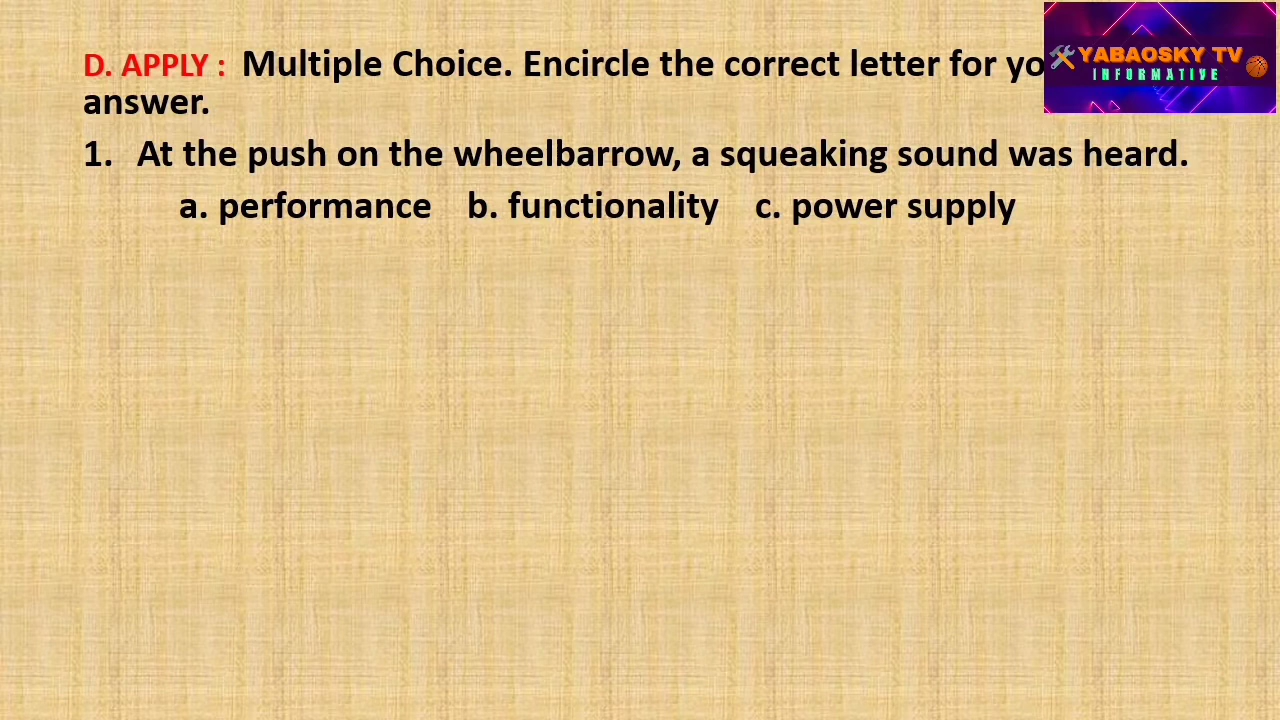 D. APPLY : Multiple Choice. Encircle the correct letter for
answer.
YABAOSKY TV
INFORMATIVE
1. At the push on the wheelbarrow, a squeaking sound was heard.
a. performance b. functionality c. power supply